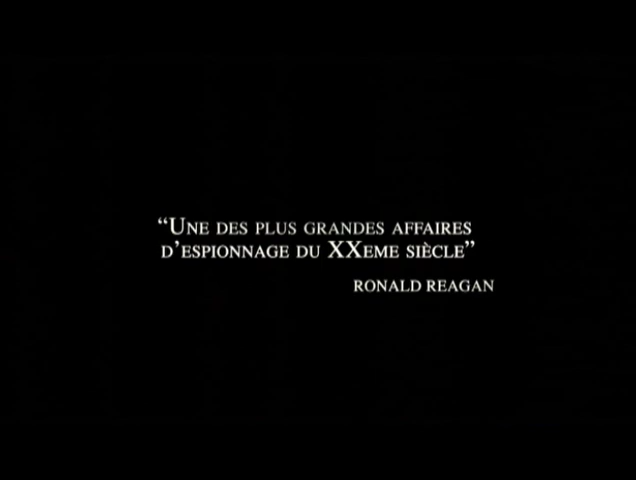 “Une des plus grandes affaires
d’espionnage du XXeme siècle”
Ronald Reagan